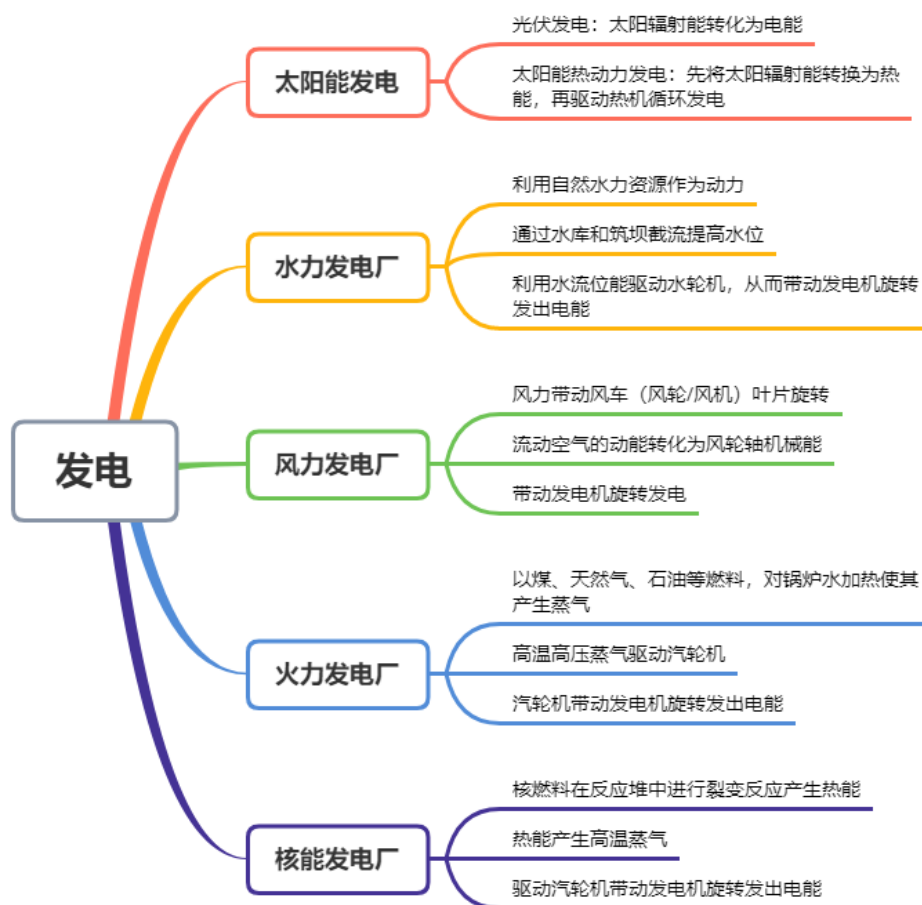 发电
太阳能发电
光伏发电：太阳辐射能转化为电能
太阳能热动力发电：先将太阳辐射能转换为热
能，再驱动热机循环发电
水力发电厂
利用自然水力资源作为动力
通过水库和筑坝截流提高水位
利用水流位能驱动水轮机，从而带动发电机旋转
发出电能
风力发电厂
风力带动风车（风轮/风机）叶片旋转
流动空气的动能转化为风轮轴机械能
带动发电机旋转发电
火力发电厂
以煤、天然气、石油等燃料，对锅炉水加热使其
产生蒸气
高温高压蒸气驱动汽轮机
汽轮机带动发电机旋转发出电能
核能发电厂
核燃料在反应堆中进行裂变反应产生热能
热能产生高温蒸气
驱动汽轮机带动发电机旋转发出电能